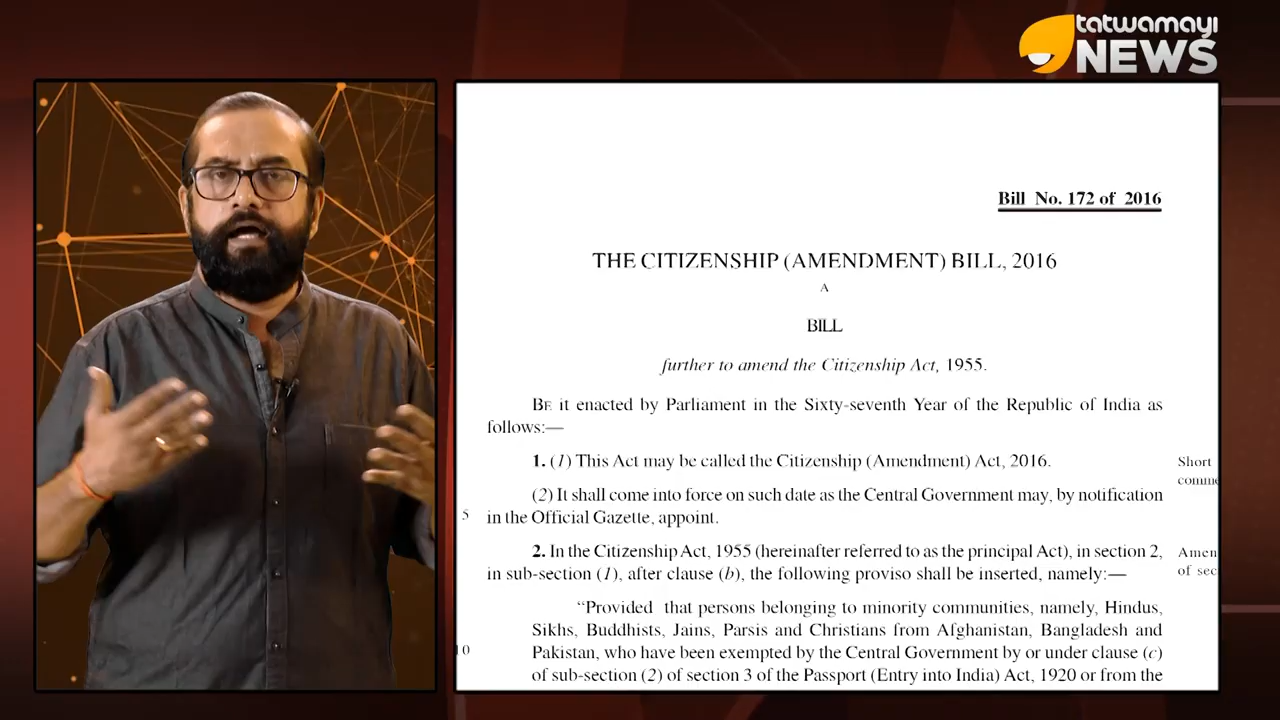 tatwamayi
NEWS
Bill No. 172 of 2016
THE CITIZENSHIP (AMENDMENT) BILL, 2016
A
BILL
further to amend the Citizenship Act, 1955.
BE it enacted by Parliament in the Sixty-seventh Year of the Republic of India as
follows:—
1. (1) This Act may be called the Citizenship (Amendment) Act, 2016.
Short
comme
(2) It shall come into force on such date as the Central Government may, by notification
5 in the Official Gazette, appoint.
2. In the Citizenship Act, 1955 (hereinafter referred to as the principal Act), in section 2,
Amen
in sub-section (1), after clause (b), the following proviso shall be inserted, namely:—
of sec
“Provided that persons belonging to minority communities, namely, Hindus,
Sikhs, Buddhists, Jains, Parsis and Christians from Afghanistan, Bangladesh and
10 Pakistan, who have been exempted by the Central Government by or under clause (c)
of sub-section (2) of section 3 of the Passport (Entry into India) Act, 1920 or from the